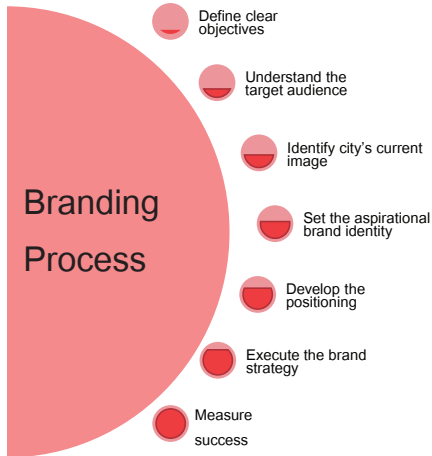 Define clear
objectives
Understand the
target audience
Identify city’s current
image
Set the aspirational
brand identity
Branding
Process
Develop the
positioning
Execute the brand
strategy
Measure
success